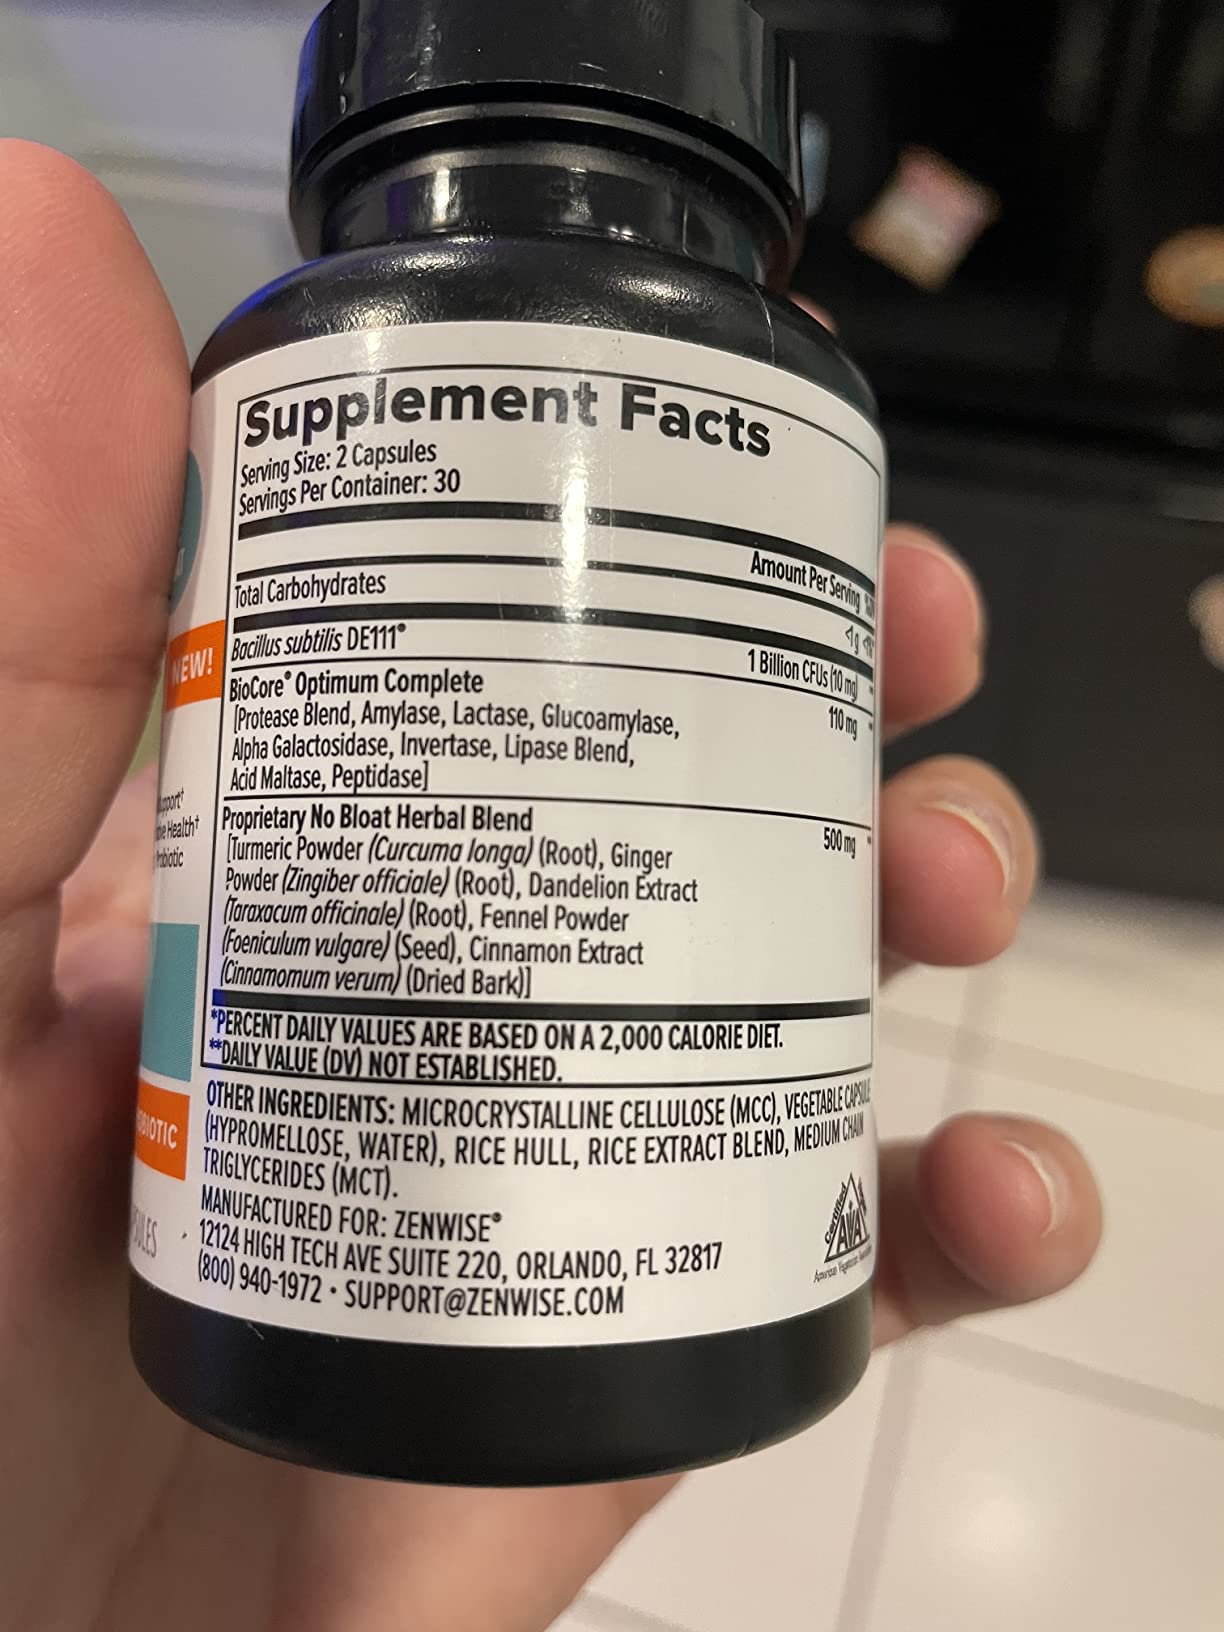 Supplement Facts
Serving Size: 2 Capsules
Servings Per Container: 30
Amount Per Serving
Total Carbohydrates <1g
Bacillus subtilis DE111® 1 Billion CFUs (10 mg) **
BioCore® Optimum Complete 110 mg **
[Protease Blend, Amylase, Lactase, Glucoamylase,
Alpha Galactosidase, Invertase, Lipase Blend,
Acid Maltase, Peptidase]
Proprietary No Bloat Herbal Blend 500 mg **
[Turmeric Powder (Curcuma longa) (Root), Ginger
Powder (Zingiber officiale) (Root), Dandelion Extract
(Taraxacum officinale) (Root), Fennel Powder
(Foeniculum vulgare) (Seed), Cinnamon Extract
(Cinnamomum verum) (Dried Bark)]
*PERCENT DAILY VALUES ARE BASED ON A 2,000 CALORIE DIET.
**DAILY VALUE (DV) NOT ESTABLISHED.
OTHER INGREDIENTS: MICROCRYSTALLINE CELLULOSE (MCC), VEGETABLE CAPSULE
(HYPROMELLOSE, WATER), RICE HULL, RICE EXTRACT BLEND, MEDIUM CHAIN
TRIGLYCERIDES (MCT).
MANUFACTURED FOR: ZENWISE®
12124 HIGH TECH AVE SUITE 220, ORLANDO, FL 32817
(800) 940-1972 • SUPPORT@ZENWISE.COM
Certified
AVA
American Vegetarian
NEW!
Health†